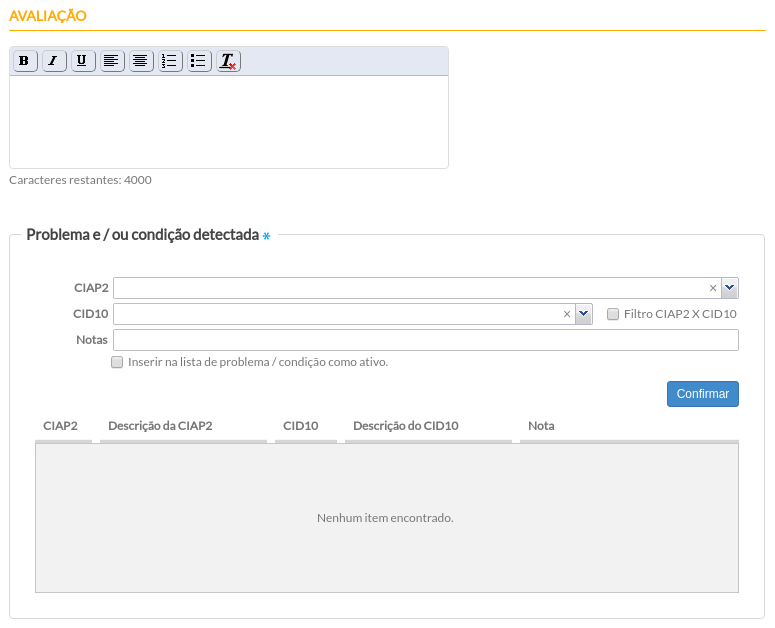 AVALIAÇÃO
B I U T
Caracteres restantes: 4000
Problema e / ou condição detectada *
CIAP2 ×
CID10 × Filtro CIAP2 X CID10
Notas
Inserir na lista de problema / condição como ativo.
Confirmar
CIAP2 Descrição da CIAP2 CID10 Descrição do CID10 Nota
Nenhum item encontrado.